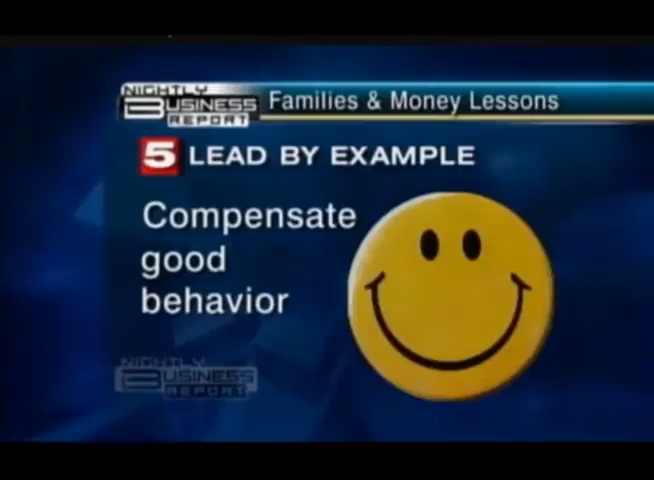 NIGHTLY
BUSINESS
REPORT
Families & Money Lessons
5 LEAD BY EXAMPLE
Compensate
good
behavior
NIGHTLY
BUSINESS
REPORT